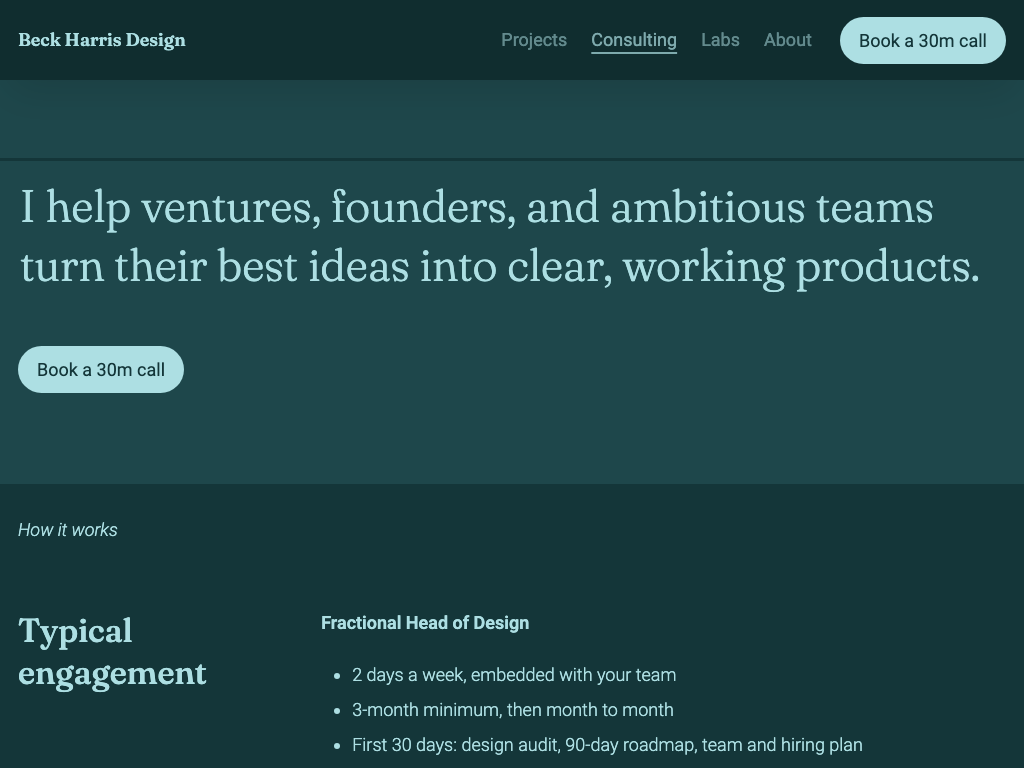 Beck Harris Design
Projects
Consulting
Labs
About
Book a 30m call
I help ventures, founders, and ambitious teams
turn their best ideas into clear, working products.
Book a 30m call
How it works
Typical
engagement
Fractional Head of Design
• 2 days a week, embedded with your team
• 3-month minimum, then month to month
• First 30 days: design audit, 90-day roadmap, team and hiring plan